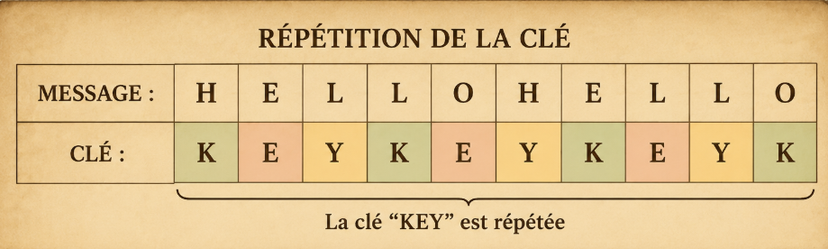 RÉPÉTITION DE LA CLÉ
MESSAGE : H E L L O H E L L O
CLÉ : K E Y K E Y K E Y K
La clé “KEY” est répétée